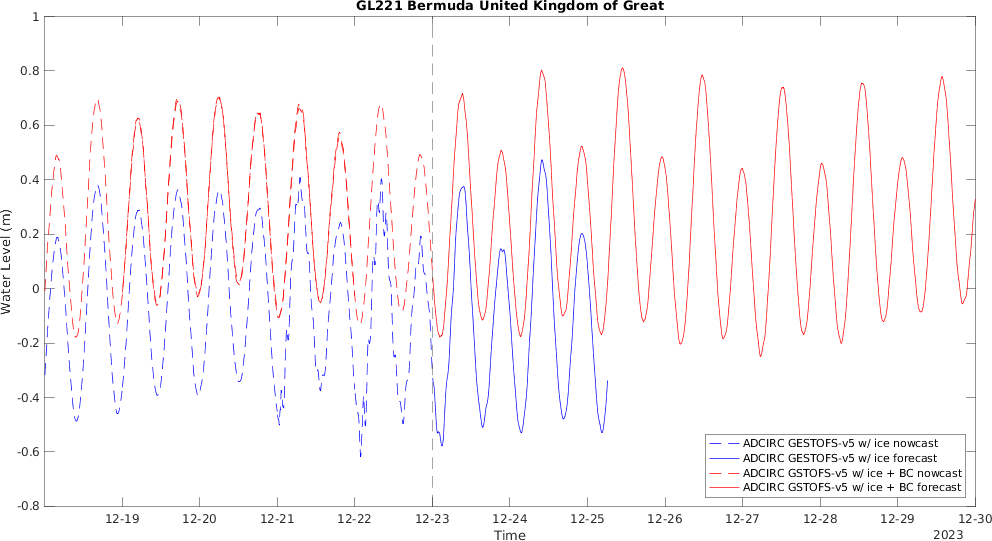 GL221 Bermuda United Kingdom of Great
1
0.8
0.6
0.4
0.2
0
-0.2
-0.4
-0.6
-0.8
Water Level (m)
12-19 12-20 12-21 12-22 12-23 12-24 12-25 12-26 12-27 12-28 12-29 12-30
Time
2023
ADCIRC GESTOFS-v5 w/ ice nowcast
ADCIRC GESTOFS-v5 w/ ice forecast
ADCIRC GSTOFS-v5 w/ ice + BC nowcast
ADCIRC GSTOFS-v5 w/ ice + BC forecast